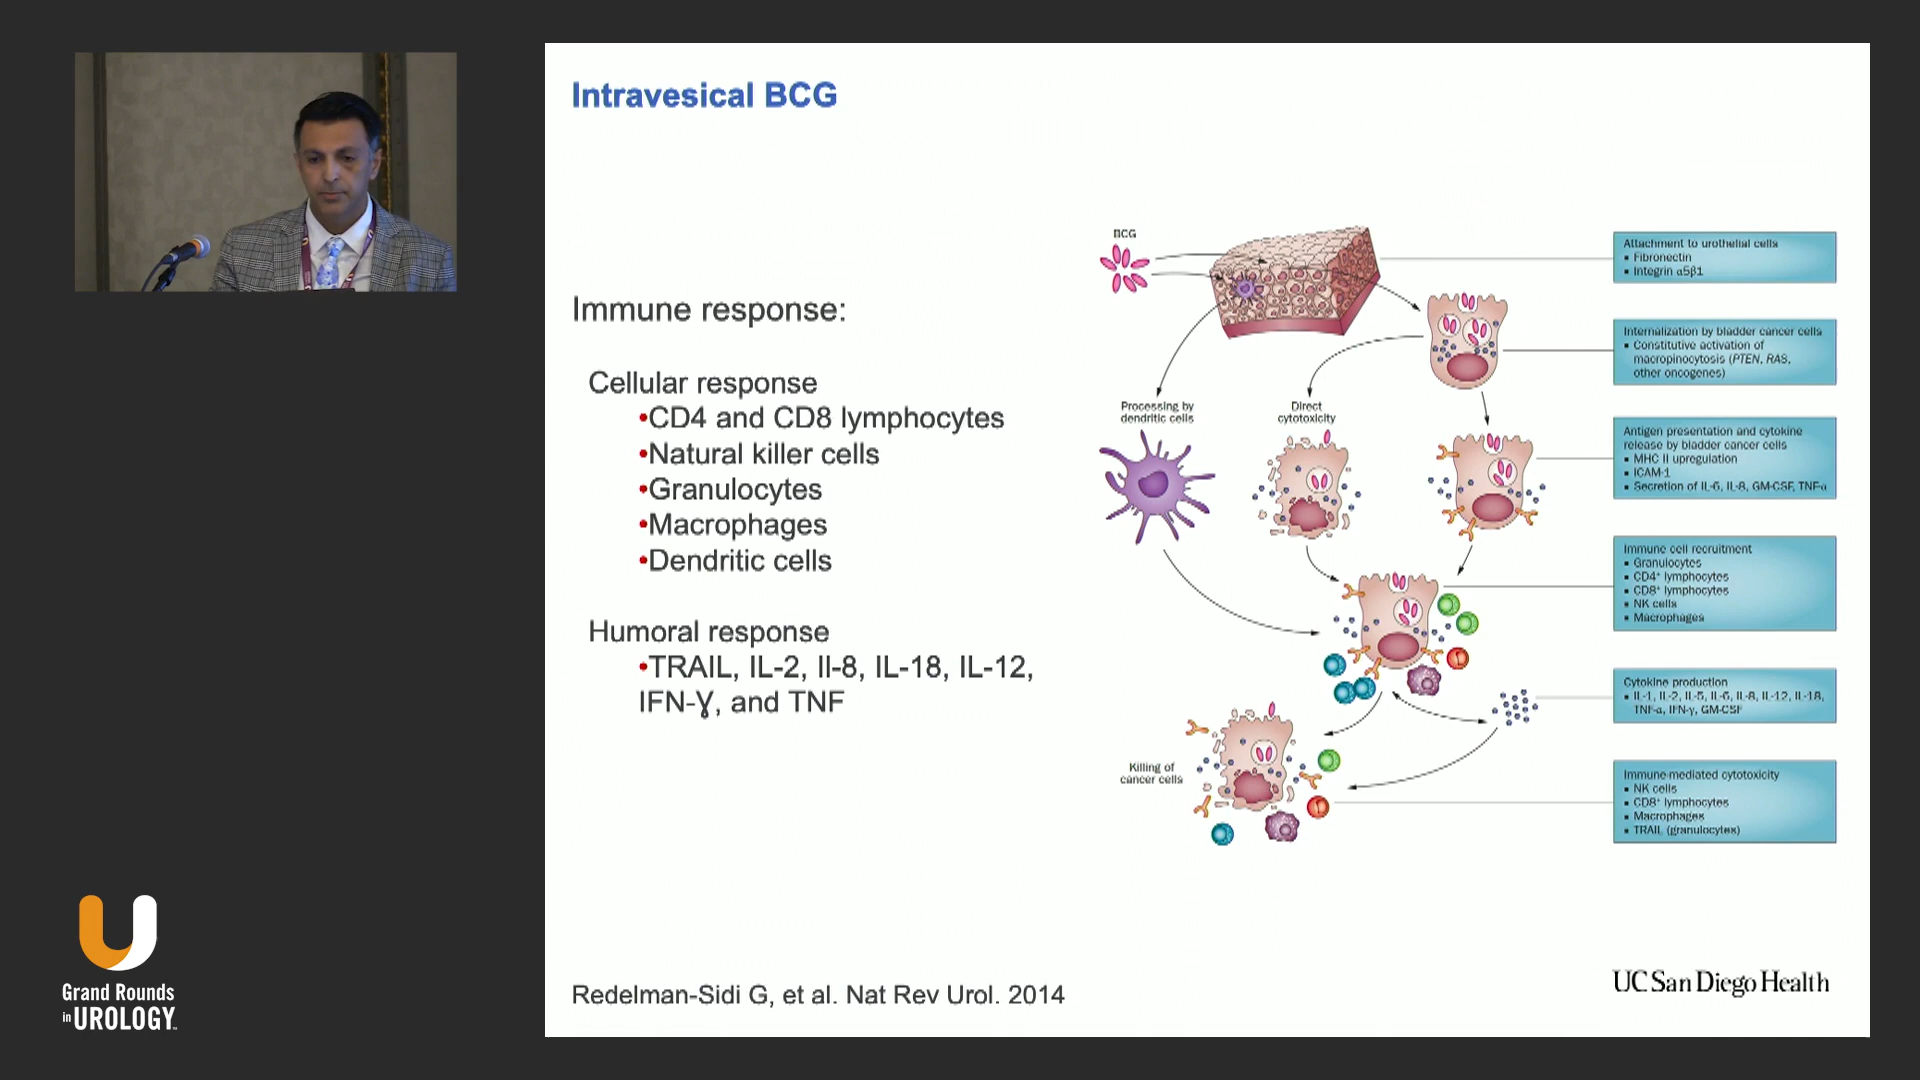 Intravesical BCG
Immune response:
Cellular response
•CD4 and CD8 lymphocytes
•Natural killer cells
•Granulocytes
•Macrophages
•Dendritic cells
Humoral response
•TRAIL, IL-2, Il-8, IL-18, IL-12,
IFN-Ɣ, and TNF
BCG
Processing by
dendritic cells
Direct
cytotoxicity
Killing of
cancer cells
Attachment to urothelial cells
▪ Fibronectin
▪ Integrin α5β1
Internalization by bladder cancer cells
▪ Constitutive activation of
macropinocytosis (PTEN, RAS,
other oncogenes)
Antigen presentation and cytokine
release by bladder cancer cells
▪ MHC II upregulation
▪ ICAM-1
▪ Secretion of IL-6, IL-8, GM-CSF, TNF-α
Immune cell recruitment
▪ Granulocytes
▪ CD4⁺ lymphocytes
▪ CD8⁺ lymphocytes
▪ NK cells
▪ Macrophages
Cytokine production
▪ IL-1, IL-2, IL-5, IL-6, IL-8, IL-12, IL-18,
TNF-α, IFN-γ, GM-CSF
Immune-mediated cytotoxicity
▪ NK cells
▪ CD8⁺ lymphocytes
▪ Macrophages
▪ TRAIL (granulocytes)
Redelman-Sidi G, et al. Nat Rev Urol. 2014
UC San Diego Health
Grand Rounds
in UROLOGY™